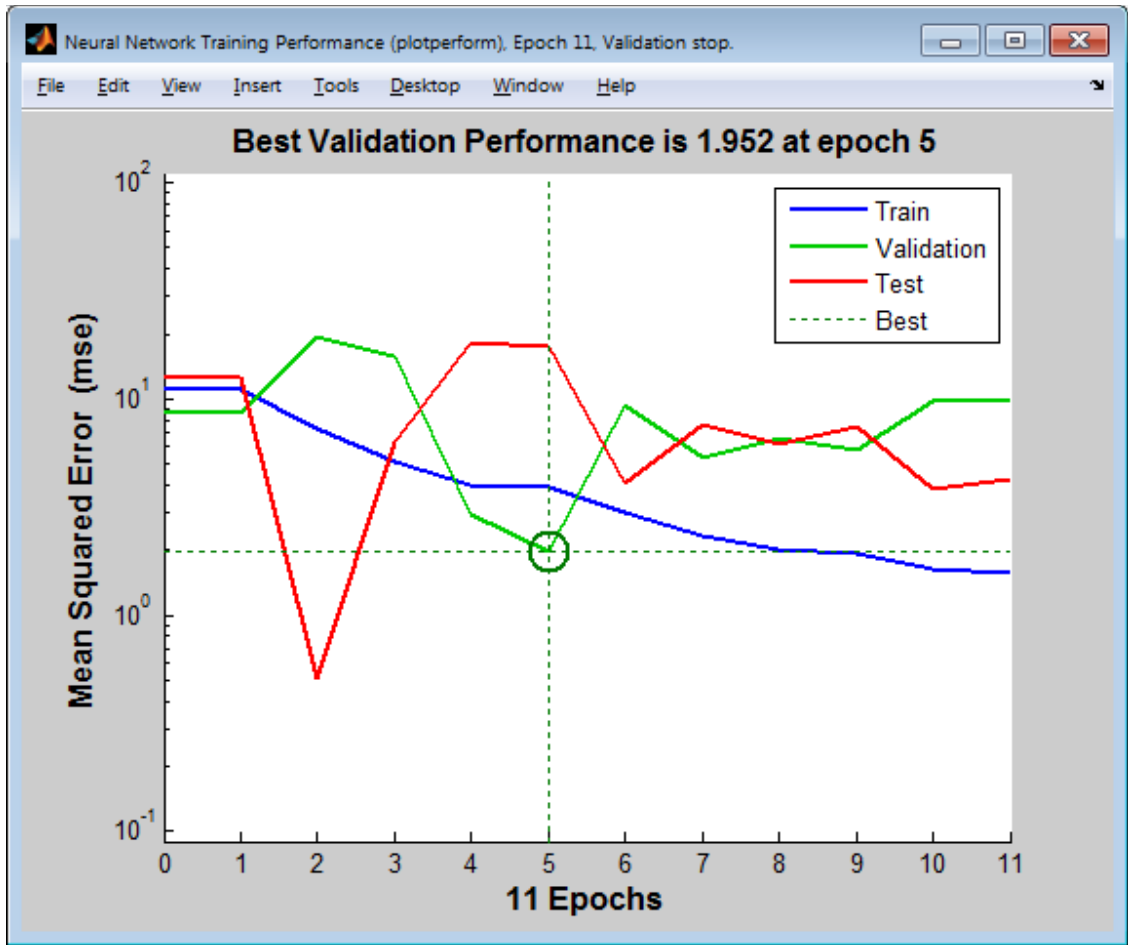 Neural Network Training Performance (plotperform), Epoch 11, Validation stop.
File Edit View Insert Tools Desktop Window Help
Best Validation Performance is 1.952 at epoch 5
10^2
10^1
10^0
10^-1
Mean Squared Error (mse)
Train
Validation
Test
Best
0 1 2 3 4 5 6 7 8 9 10 11
11 Epochs